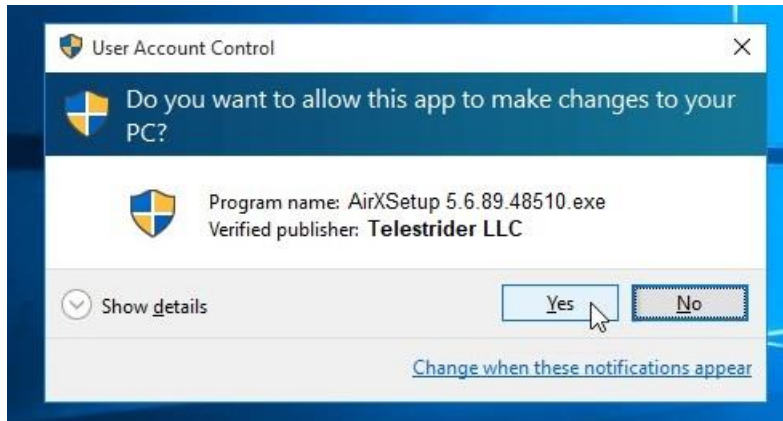 User Account Control
Do you want to allow this app to make changes to your
PC?
Program name: AirXSetup 5.6.89.48510.exe
Verified publisher: Telestrider LLC
Show details
Yes
No
Change when these notifications appear